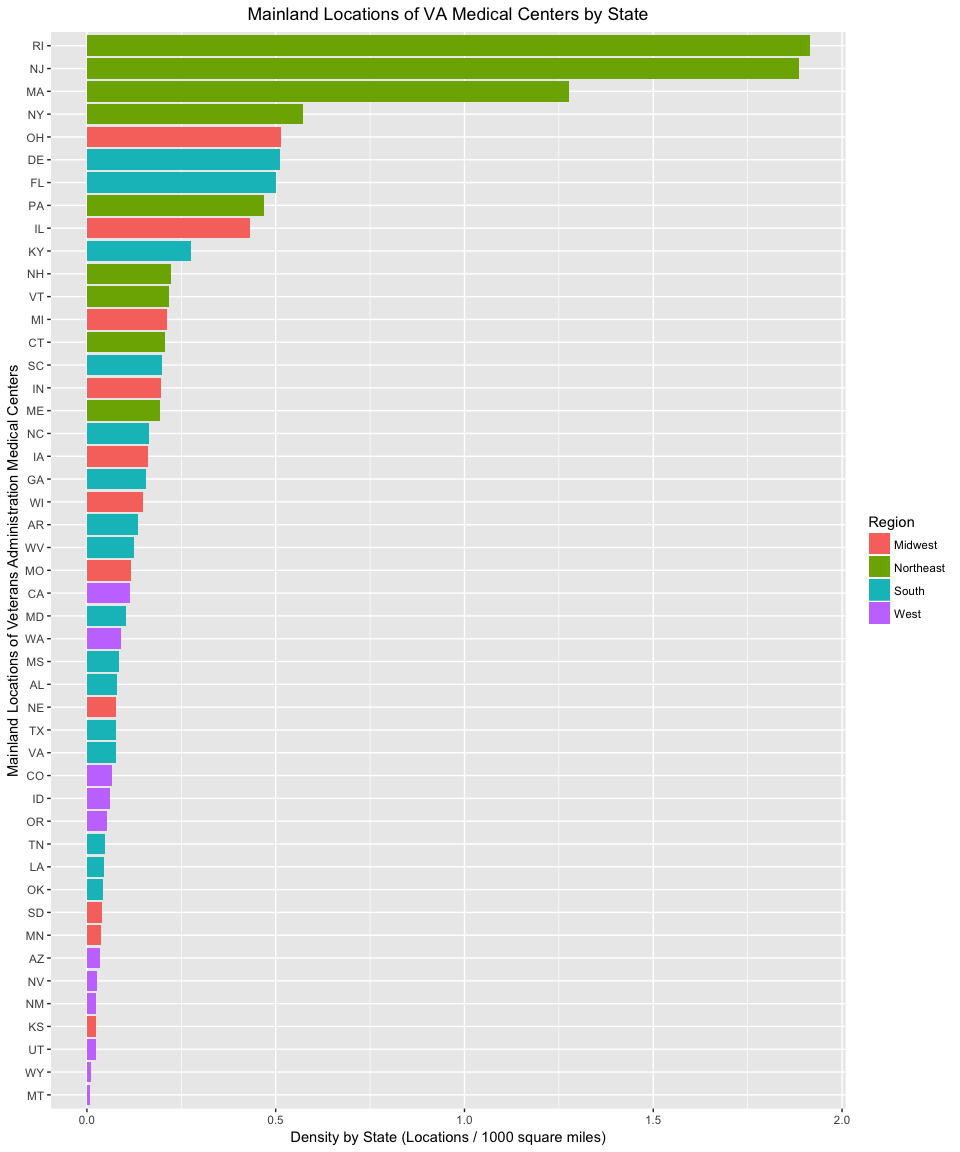 Mainland Locations of VA Medical Centers by State
Mainland Locations of Veterans Administration Medical Centers
RI
NJ
MA
NY
OH
DE
FL
PA
IL
KY
NH
VT
MI
CT
SC
IN
ME
NC
IA
GA
WI
AR
WV
MO
CA
MD
WA
MS
AL
NE
TX
VA
CO
ID
OR
TN
LA
OK
SD
MN
AZ
NV
NM
KS
UT
WY
MT
0.0 0.5 1.0 1.5 2.0
Density by State (Locations / 1000 square miles)
Region
Midwest
Northeast
South
West